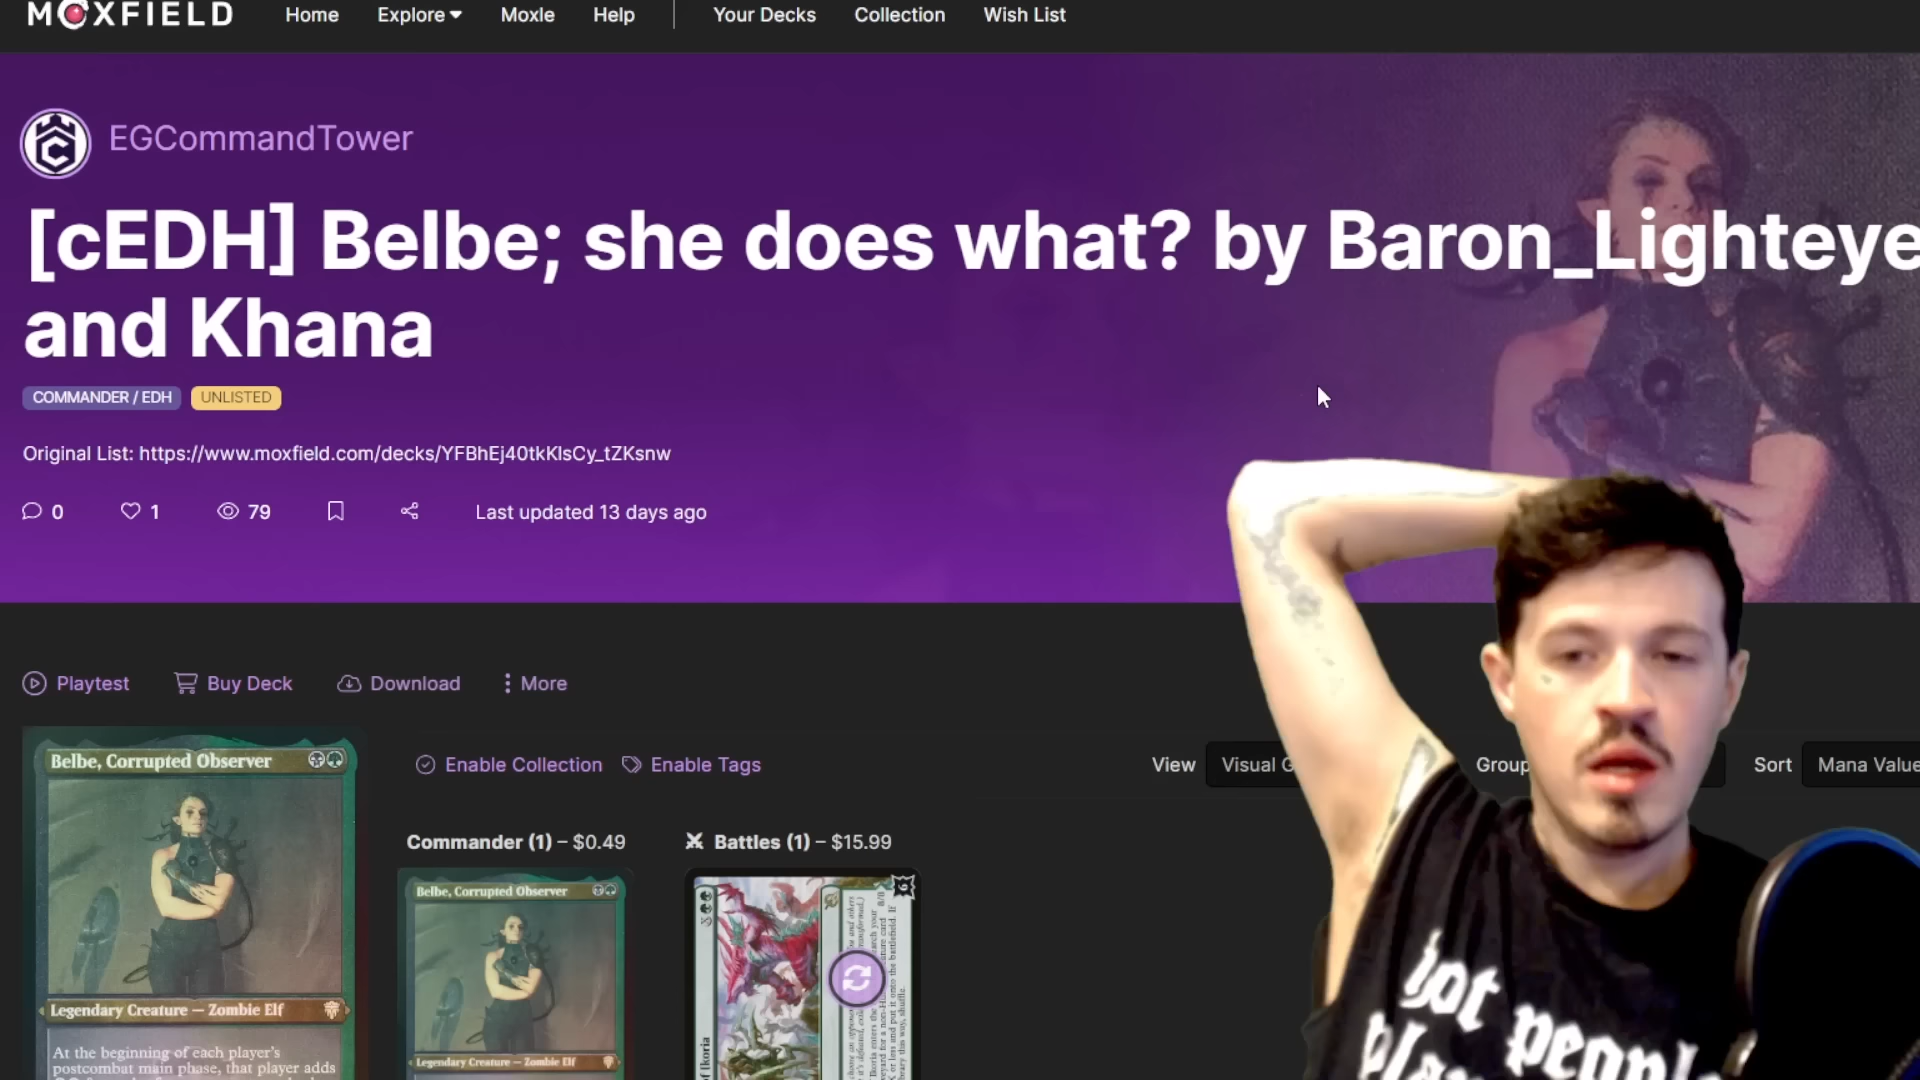 MOXFIELD Home Explore Moxle Help Your Decks Collection Wish List
EGCommandTower
[cEDH] Belbe; she does what? by Baron_Lighteye
and Khana
COMMANDER / EDH UNLISTED
Original List: https://www.moxfield.com/decks/YFBhEj40tkKlsCy_tZKsnw
0 1 79 Last updated 13 days ago
Playtest Buy Deck Download More
Enable Collection Enable Tags View Visual G Group Sort Mana Value
Commander (1) – $0.49 Battles (1) – $15.99
Belbe, Corrupted Observer
Legendary Creature — Zombie Elf
At the beginning of each player's
postcombat main phase, that player adds
Belbe, Corrupted Observer
Legendary Creature — Zombie Elf
of Ikoria
hot people